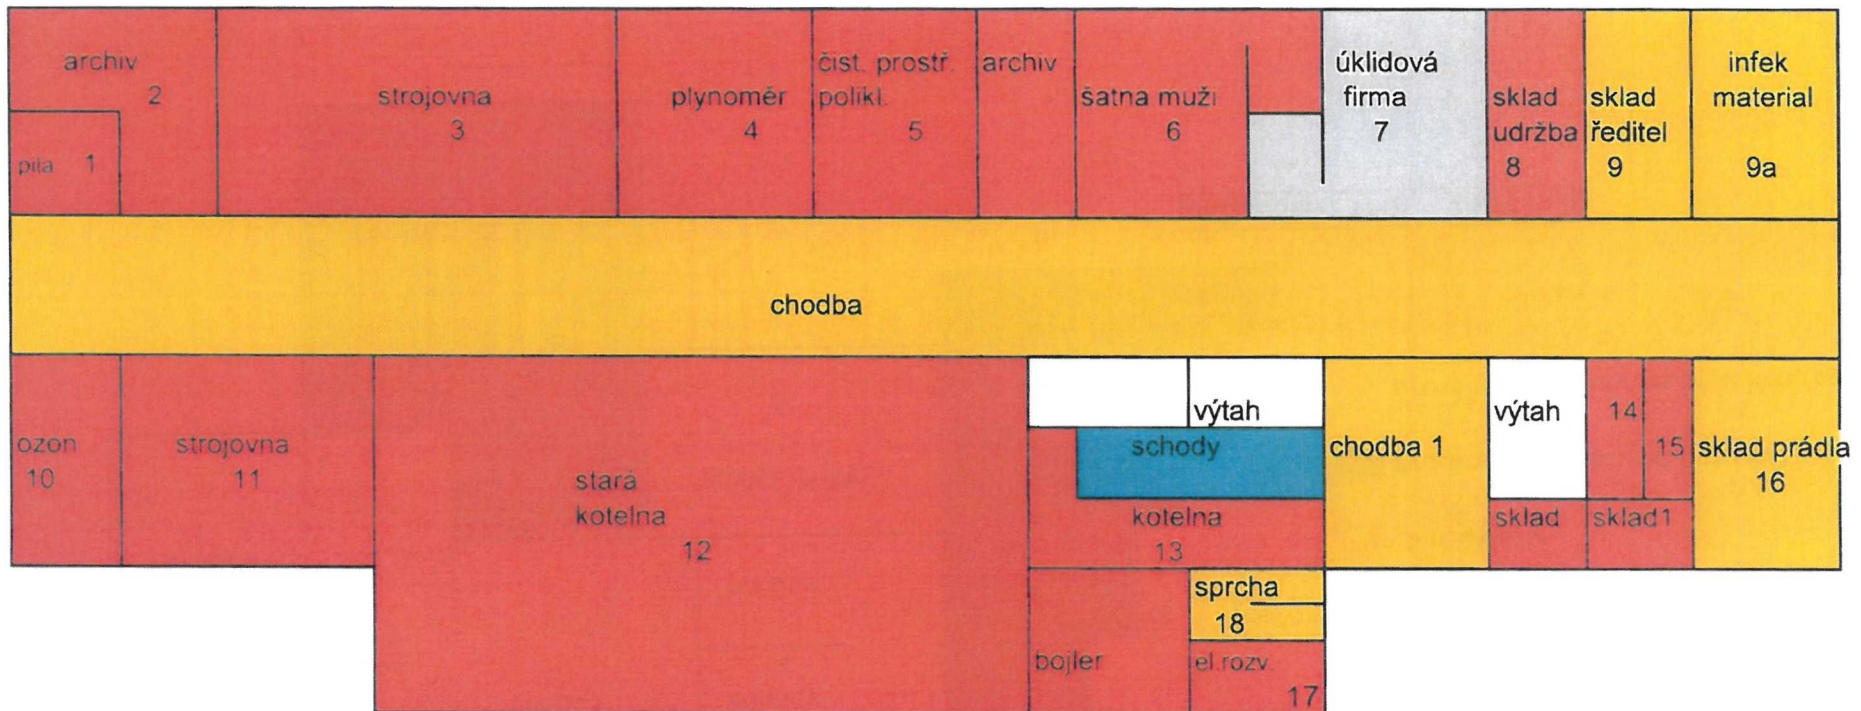 archiv
2
pila 1
strojovna
3
plynoměr
4
čist. prostř.
polikl.
5
archiv
šatna muži
6
úklidová
firma
7
sklad
udržba
8
sklad
ředitel
9
infek
material
9a
chodba
ozon
10
strojovna
11
stará
kotelna
12
výtah
schody
kotelna
13
chodba 1
výtah
14
15
sklad prádla
16
sklad
sklad1
sprcha
18
bojler
el.rozv.
17